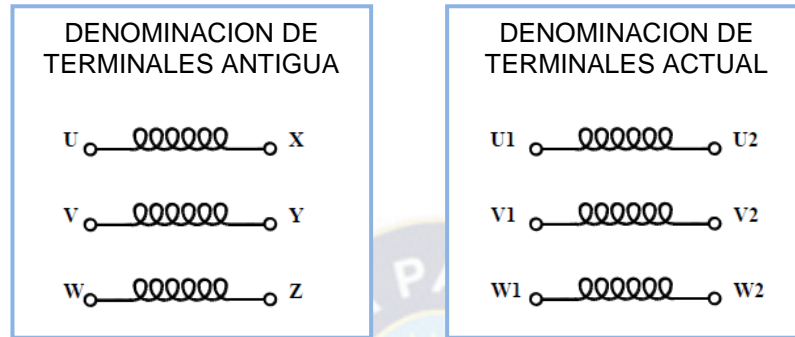 DENOMINACION DE
TERMINALES ANTIGUA
U X
V Y
W Z
DENOMINACION DE
TERMINALES ACTUAL
U1 U2
V1 V2
W1 W2
P A